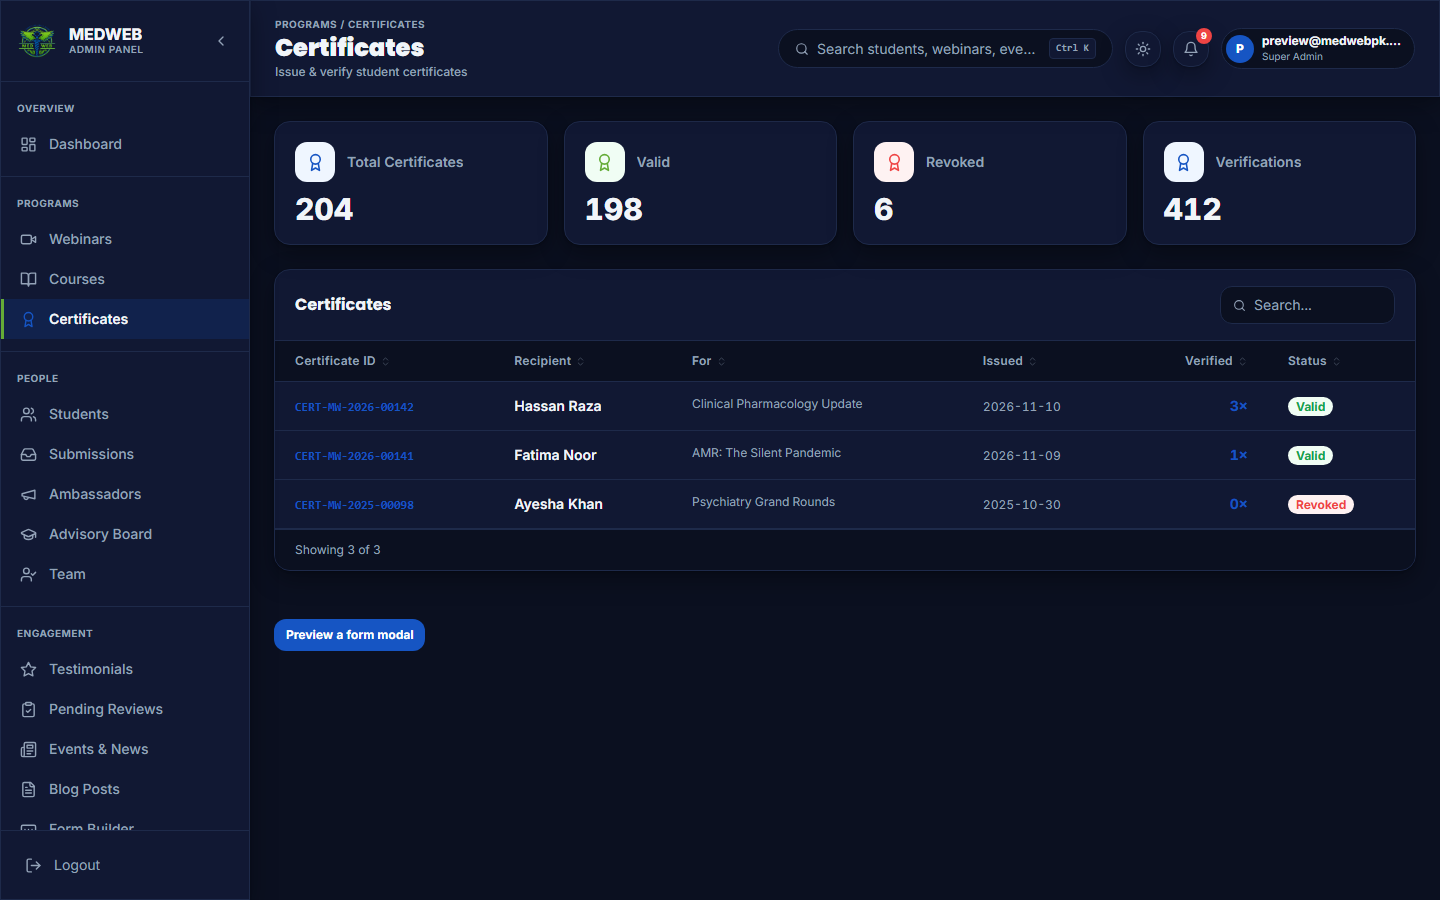 MEDWEB
ADMIN PANEL
OVERVIEW
Dashboard
PROGRAMS
Webinars
Courses
Certificates
PEOPLE
Students
Submissions
Ambassadors
Advisory Board
Team
ENGAGEMENT
Testimonials
Pending Reviews
Events & News
Blog Posts
Form Builder
Logout
PROGRAMS / CERTIFICATES
Certificates
Issue & verify student certificates
Search students, webinars, eve... Ctrl K
9
P
preview@medwebpk....
Super Admin
Total Certificates
204
Valid
198
Revoked
6
Verifications
412
Certificates
Search...
Certificate ID Recipient For Issued Verified Status
CERT-MW-2026-00142 Hassan Raza Clinical Pharmacology Update 2026-11-10 3× Valid
CERT-MW-2026-00141 Fatima Noor AMR: The Silent Pandemic 2026-11-09 1× Valid
CERT-MW-2025-00098 Ayesha Khan Psychiatry Grand Rounds 2025-10-30 0× Revoked
Showing 3 of 3
Preview a form modal